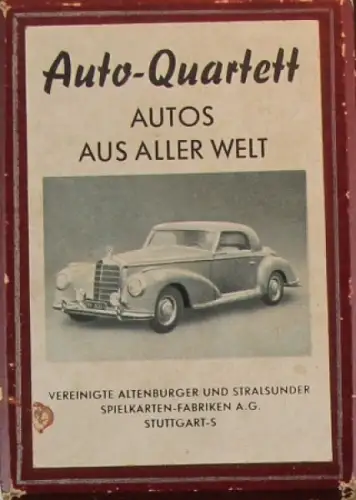 Auto-Quartett
AUTOS
AUS ALLER WELT
VEREINIGTE ALTENBURGER UND STRALSUNDER
SPIELKARTEN-FABRIKEN A.G.
STUTTGART-S